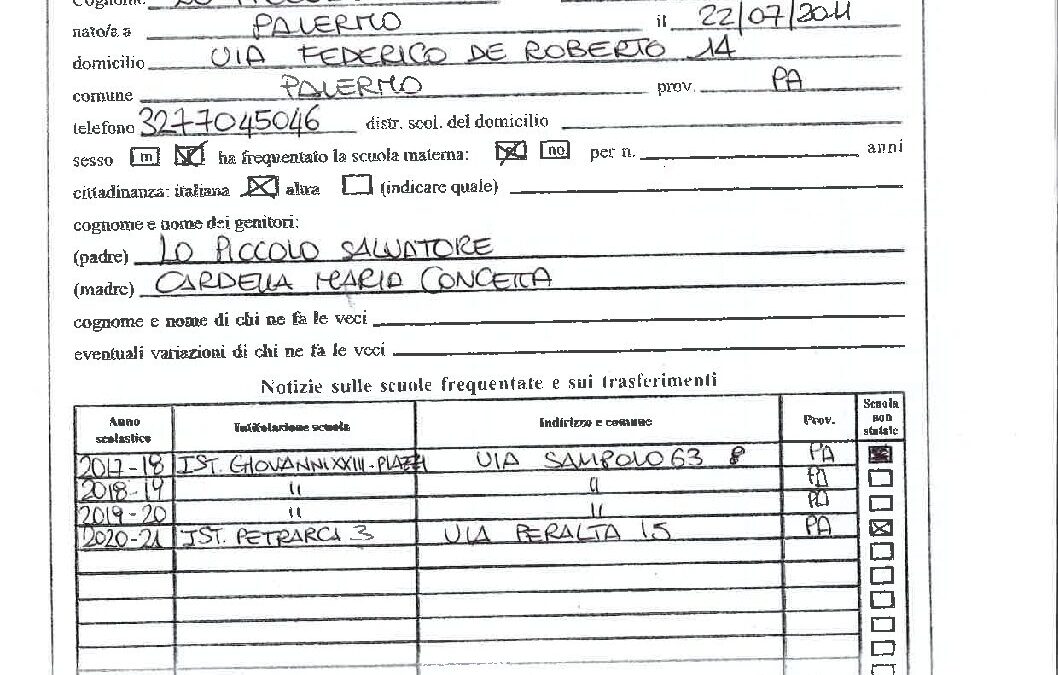 Cognome LO PICCOLO
nato/a a PALERMO il 22/07/2011
domicilio VIA FEDERICO DE ROBERTO 14
comune PALERMO prov. PA
telefono 3277045046 distr. scol. del domicilio
sesso m ha frequentato la scuola materna: no per n. anni
cittadinanza: italiana altra (indicare quale)
cognome e nome dei genitori:
(padre) LO PICCOLO SALVATORE
(madre) CARDELLA MARIA CONCETTA
cognome e nome di chi ne fa le veci
eventuali variazioni di chi ne fa le veci
Notizie sulle scuole frequentate e sui trasferimenti
Anno scolastico Intitolazione scuola Indirizzo e comune Prov. Scuola non statale
2017-18 IST. GIOVANNI XXIII-PIAZZI VIA SAMPOLO 63 PA
2018-19 " " PA
2019-20 " " PA
2020-21 IST. PETRARCA 3 VIA PERALTA 15 PA